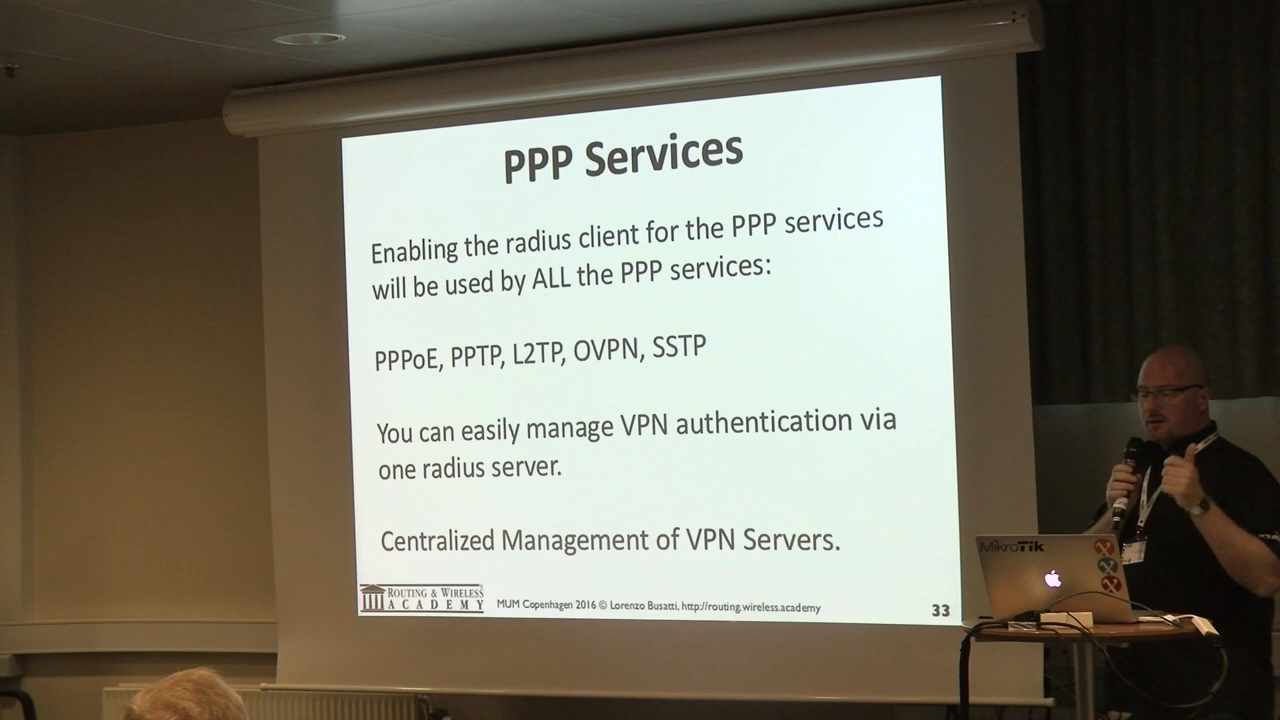 PPP Services
Enabling the radius client for the PPP services
will be used by ALL the PPP services:
PPPoE, PPTP, L2TP, OVPN, SSTP
You can easily manage VPN authentication via
one radius server.
Centralized Management of VPN Servers.
ROUTING & WIRELESS
ACADEMY
MUM Copenhagen 2016 © Lorenzo Busatti, http://routing.wireless.academy
33
MikroTik